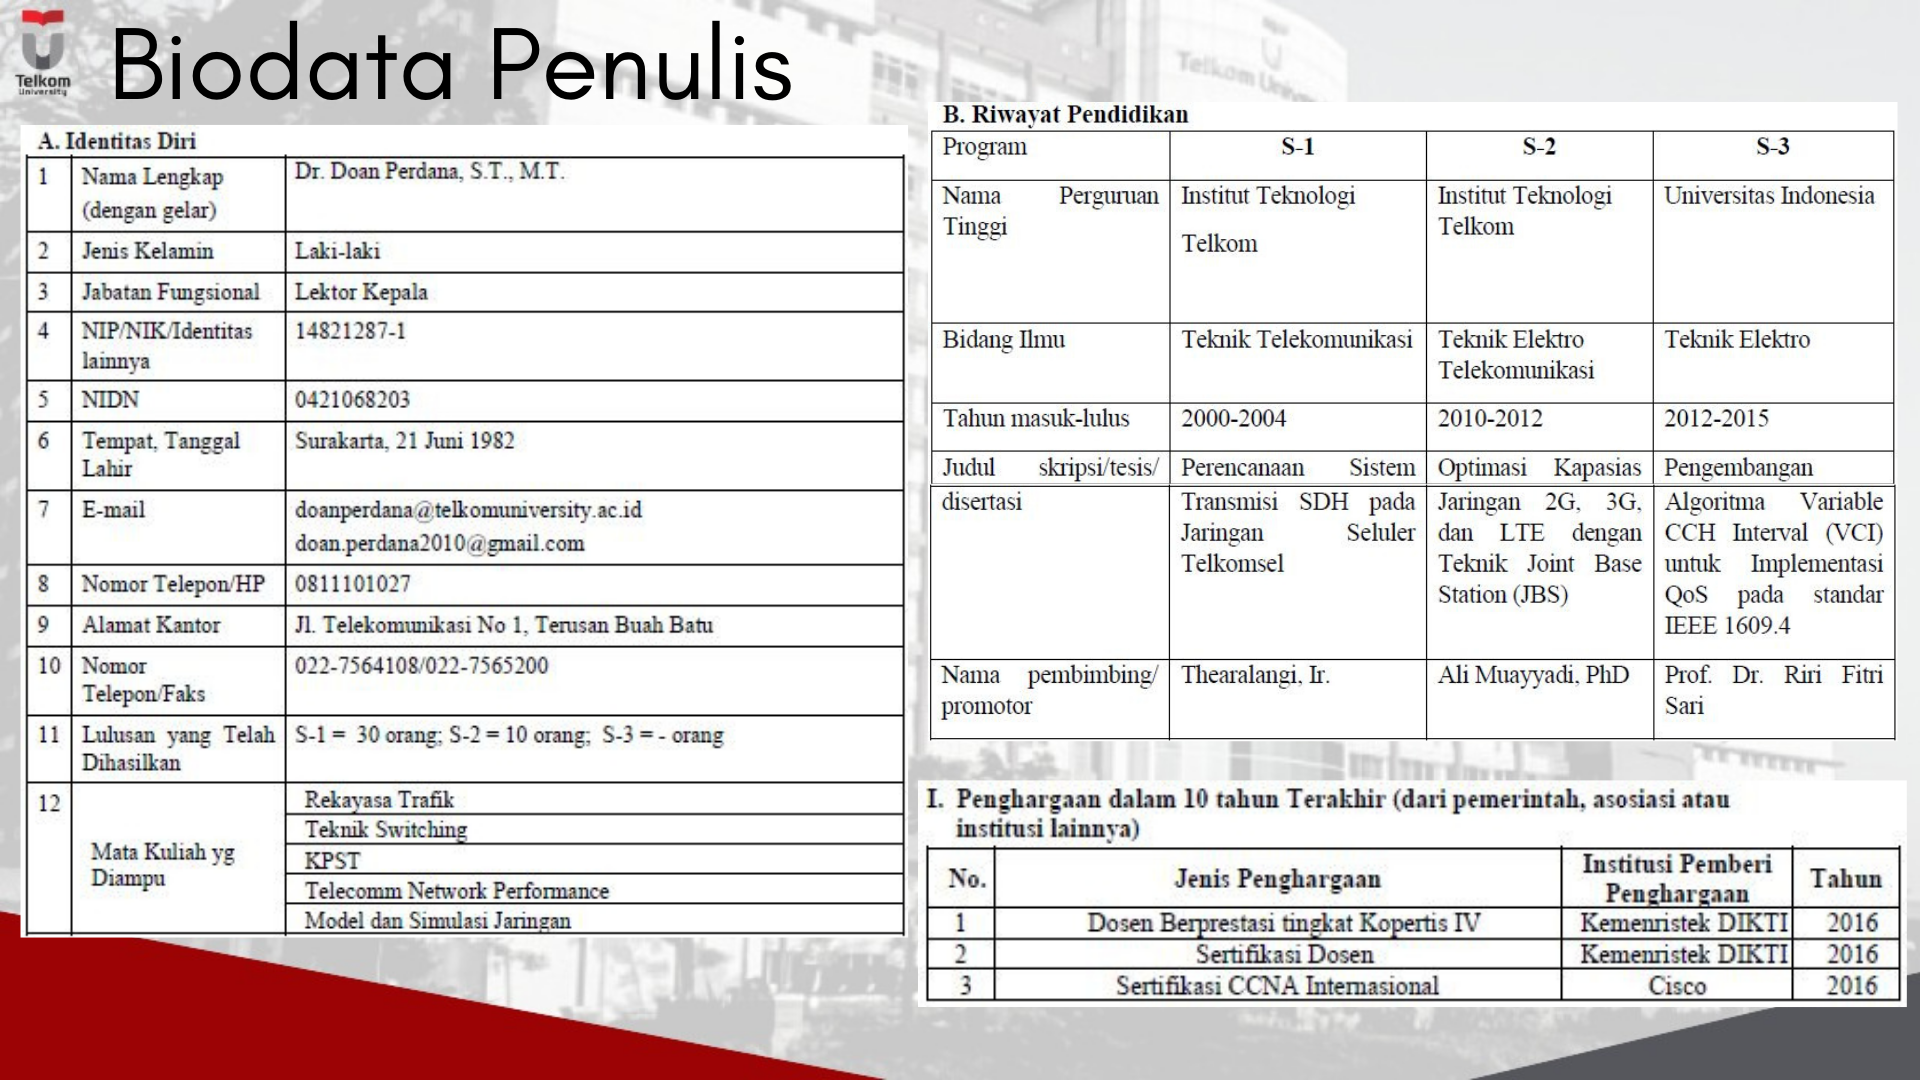 Telkom
University
Biodata Penulis
Telkom University
A. Identitas Diri
1 Nama Lengkap Dr. Doan Perdana, S.T., M.T.
(dengan gelar)
2 Jenis Kelamin Laki-laki
3 Jabatan Fungsional Lektor Kepala
4 NIP/NIK/Identitas 14821287-1
lainnya
5 NIDN 0421068203
6 Tempat, Tanggal Surakarta, 21 Juni 1982
Lahir
7 E-mail doanperdana@telkomuniversity.ac.id
doan.perdana2010@gmail.com
8 Nomor Telepon/HP 0811101027
9 Alamat Kantor Jl. Telekomunikasi No 1, Terusan Buah Batu
10 Nomor 022-7564108/022-7565200
Telepon/Faks
11 Lulusan yang Telah S-1 = 30 orang; S-2 = 10 orang; S-3 = - orang
Dihasilkan
12 Mata Kuliah yg
Diampu
Rekayasa Trafik
Teknik Switching
KPST
Telecomm Network Performance
Model dan Simulasi Jaringan
B. Riwayat Pendidikan
Program S-1 S-2 S-3
Nama Perguruan Institut Teknologi Institut Teknologi Universitas Indonesia
Tinggi Telkom Telkom
Bidang Ilmu Teknik Telekomunikasi Teknik Elektro Teknik Elektro
Telekomunikasi
Tahun masuk-lulus 2000-2004 2010-2012 2012-2015
Judul skripsi/tesis/ Perencanaan Sistem Optimasi Kapasias Pengembangan
disertasi Transmisi SDH pada Jaringan 2G, 3G, Algoritma Variable
Jaringan Seluler dan LTE dengan CCH Interval (VCI)
Telkomsel Teknik Joint Base untuk Implementasi
Station (JBS) QoS pada standar
IEEE 1609.4
Nama pembimbing/ Thearalangi, Ir. Ali Muayyadi, PhD Prof. Dr. Riri Fitri
promotor Sari
I. Penghargaan dalam 10 tahun Terakhir (dari pemerintah, asosiasi atau
institusi lainnya)
No. Jenis Penghargaan Institusi Pemberi Tahun
Penghargaan
1 Dosen Berprestasi tingkat Kopertis IV Kemenristek DIKTI 2016
2 Sertifikasi Dosen Kemenristek DIKTI 2016
3 Sertifikasi CCNA Internasional Cisco 2016